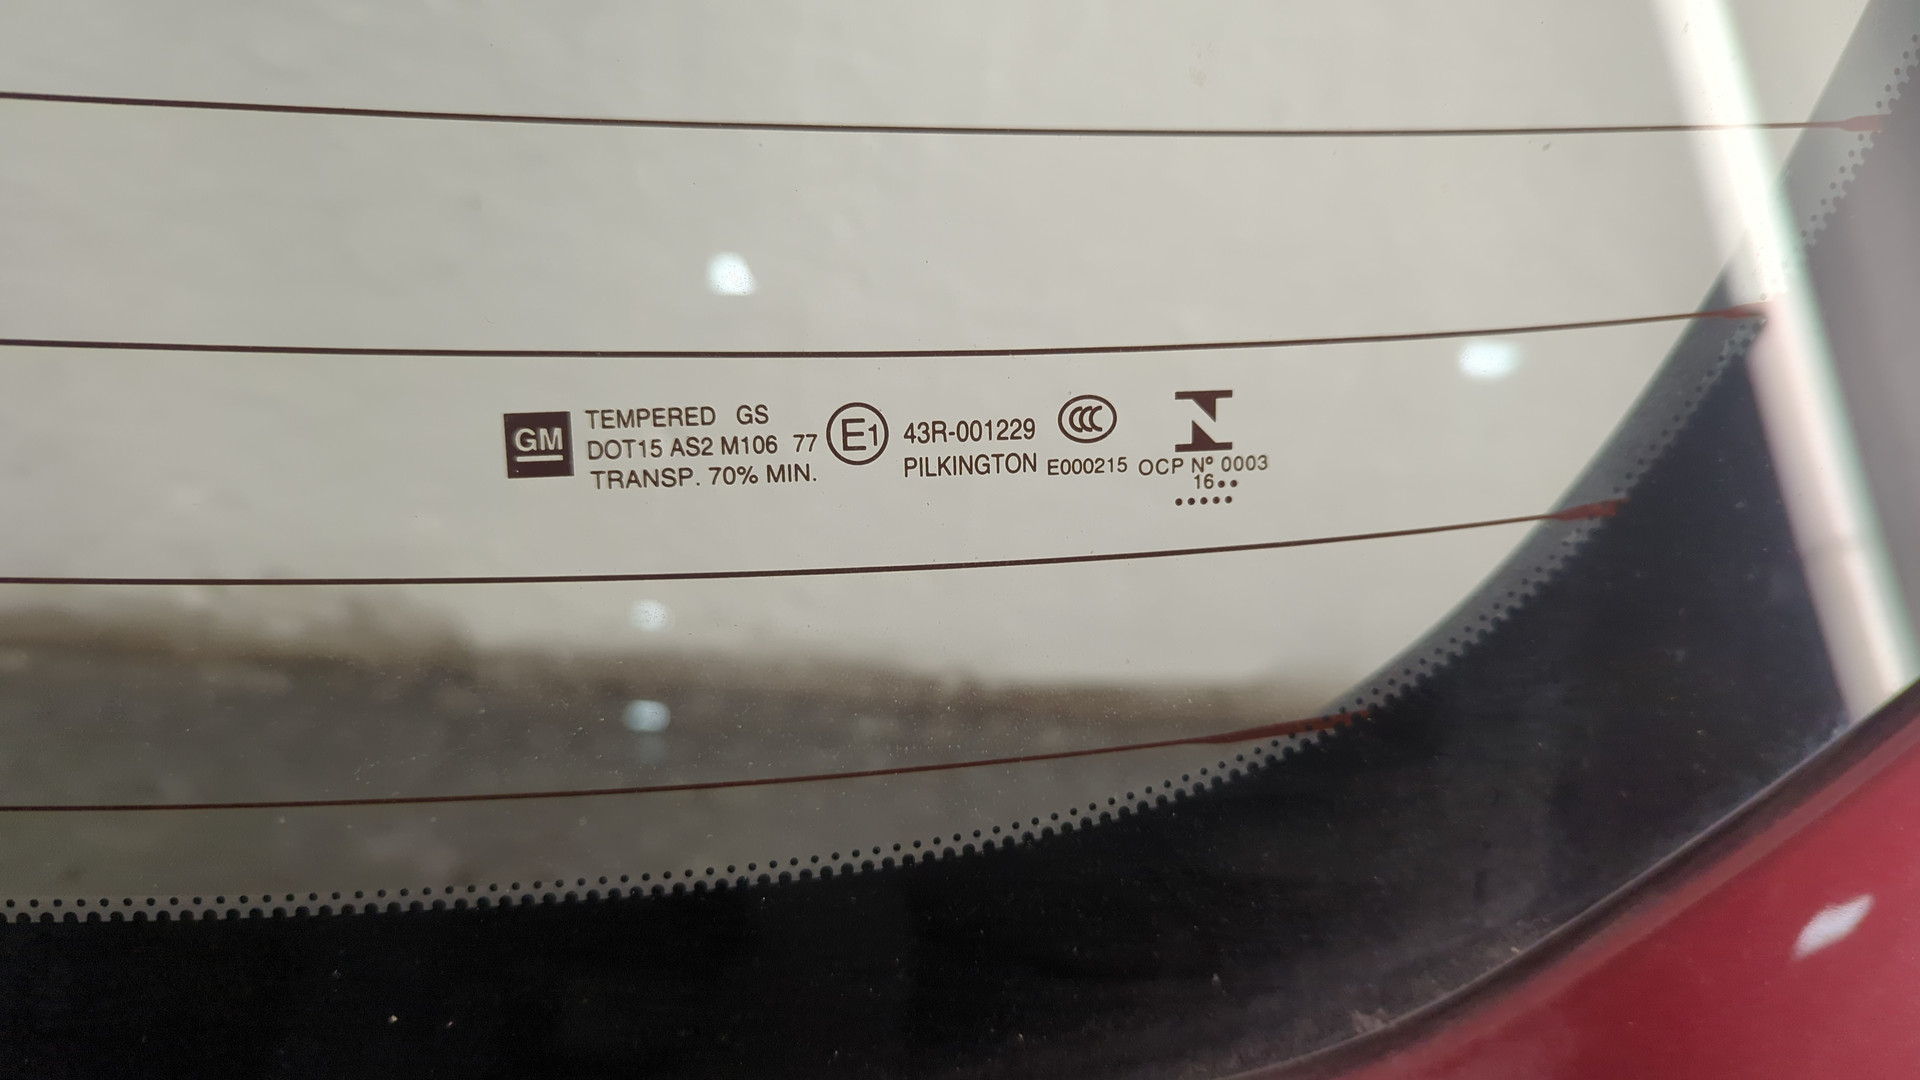 GM
TEMPERED GS
DOT15 AS2 M106 77
TRANSP. 70% MIN.
E1
43R-001229
PILKINGTON
CCC
E000215
N
OCP Nº 0003
16••
•••••